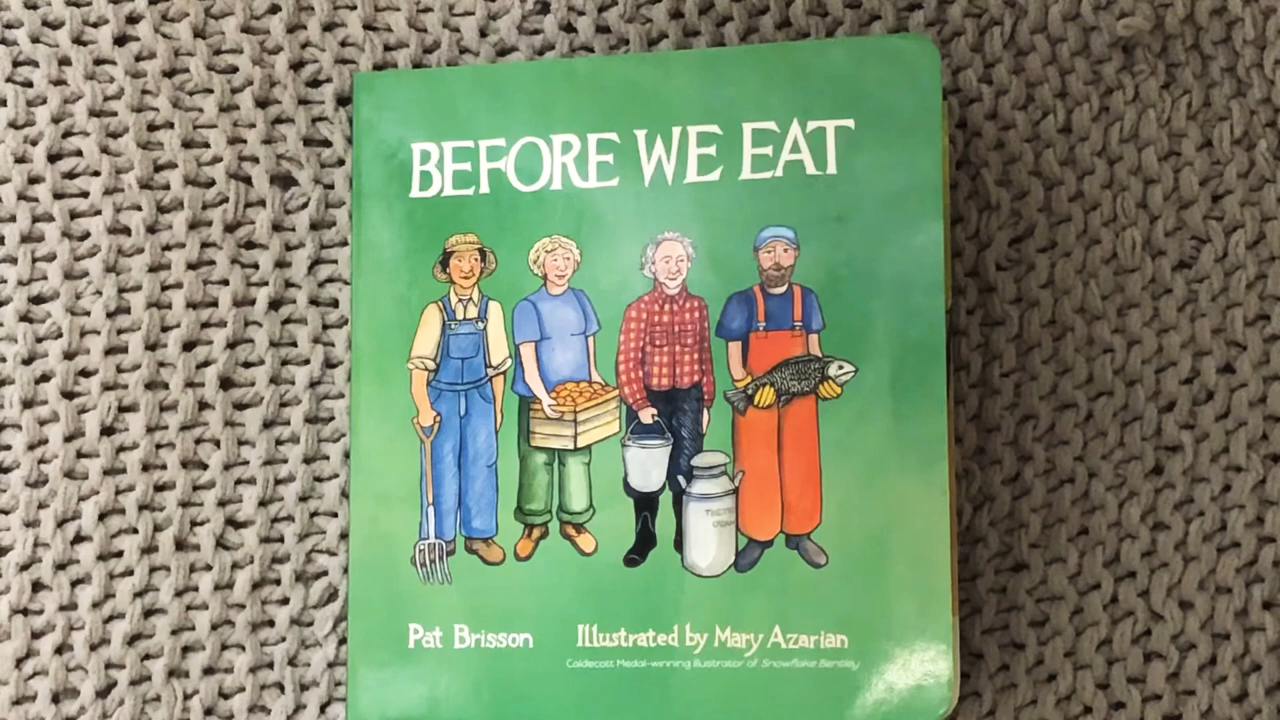 BEFORE WE EAT
Pat Brisson
Illustrated by Mary Azarian
Caldecott Medal-winning illustrator of Snowflake Bentley